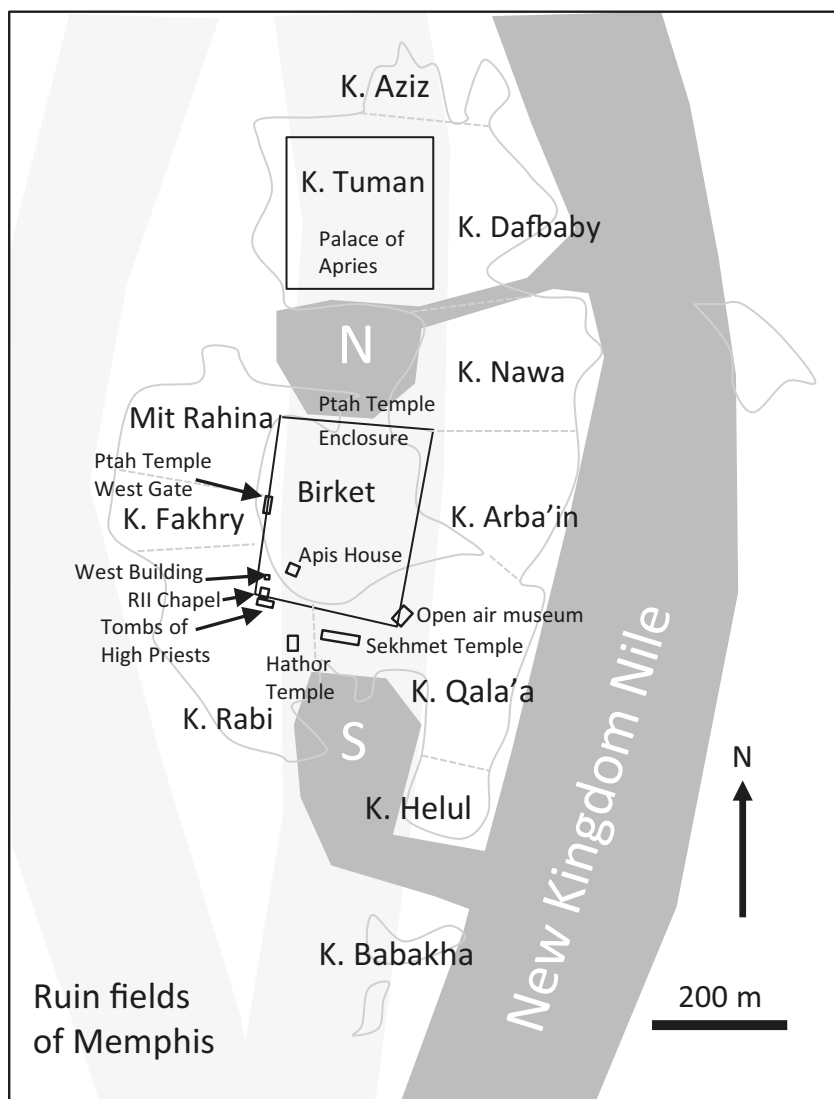 K. Aziz
K. Tuman
Palace of
Apries
K. Dafbaby
N
K. Nawa
Ptah Temple
Enclosure
Mit Rahina
Ptah Temple
West Gate
Birket
K. Fakhry
K. Arba’in
Apis House
West Building
RII Chapel
Tombs of
High Priests
Open air museum
Sekhmet Temple
Hathor
Temple
K. Qala’a
K. Rabi
S
K. Helul
New Kingdom Nile
N
K. Babakha
Ruin fields
of Memphis
200 m